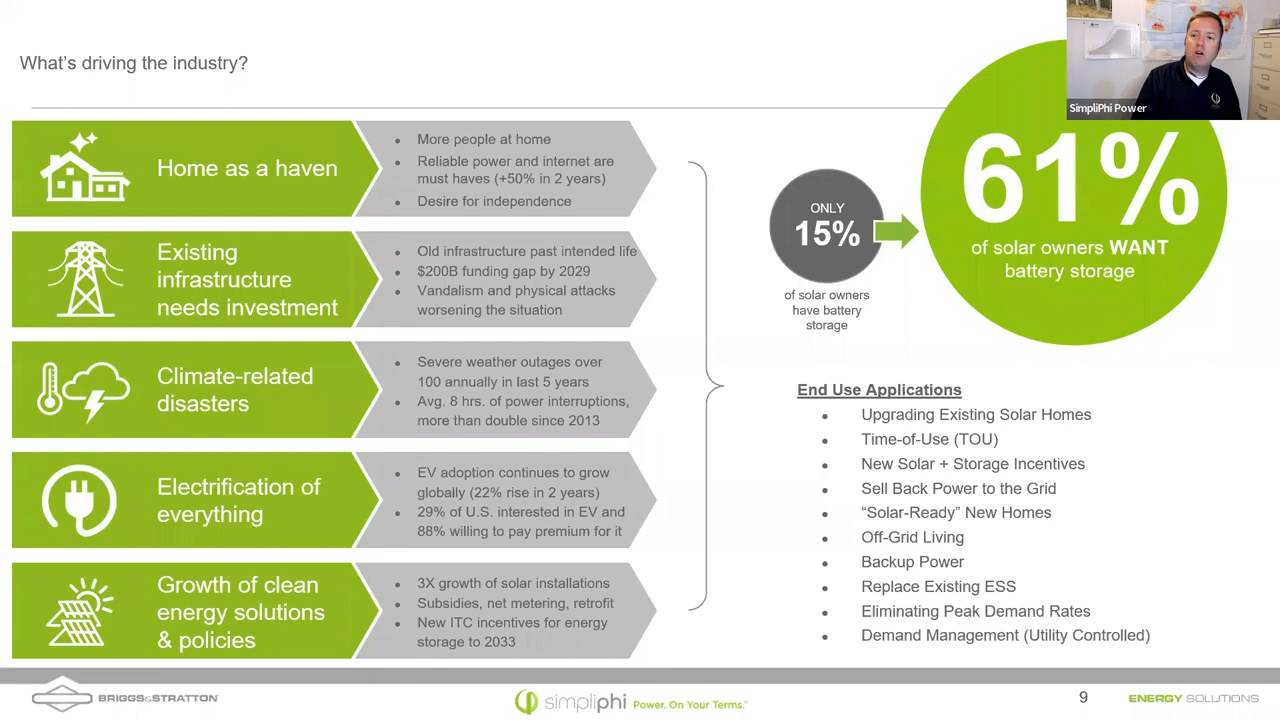 What's driving the industry?
SimpliPhi Power
Home as a haven
• More people at home
• Reliable power and internet are
must haves (+50% in 2 years)
• Desire for independence
Existing
infrastructure
needs investment
• Old infrastructure past intended life
• $200B funding gap by 2029
• Vandalism and physical attacks
worsening the situation
Climate-related
disasters
• Severe weather outages over
100 annually in last 5 years
• Avg. 8 hrs. of power interruptions,
more than double since 2013
Electrification of
everything
• EV adoption continues to grow
globally (22% rise in 2 years)
• 29% of U.S. interested in EV and
88% willing to pay premium for it
Growth of clean
energy solutions
& policies
• 3X growth of solar installations
• Subsidies, net metering, retrofit
• New ITC incentives for energy
storage to 2033
ONLY
15%
of solar owners
have battery
storage
61%
of solar owners WANT
battery storage
End Use Applications
• Upgrading Existing Solar Homes
• Time-of-Use (TOU)
• New Solar + Storage Incentives
• Sell Back Power to the Grid
• “Solar-Ready” New Homes
• Off-Grid Living
• Backup Power
• Replace Existing ESS
• Eliminating Peak Demand Rates
• Demand Management (Utility Controlled)
BRIGGS&STRATTON
simpliphi Power. On Your Terms.
9
ENERGY SOLUTIONS